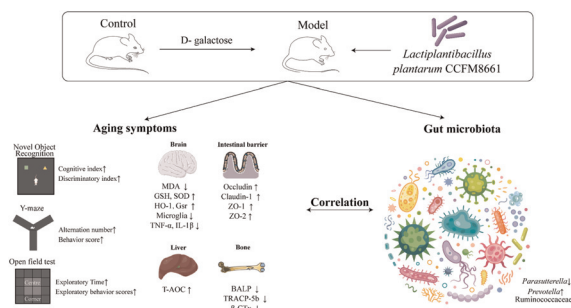 Control
D- galactose
Model
Lactiplantibacillus
plantarum CCFM8661
Aging symptoms
Gut microbiota
Novel Object
Recognition
Cognitive index↑
Discriminatory index↑
Y-maze
Alternation number↑
Behavior score↑
Open field test
Center
Corner
Exploratory Time↑
Exploratory behavior scores↑
Brain
MDA ↓
GSH, SOD ↑
HO-1, Gsr ↑
Microglia ↓
TNF-α, IL-1β ↓
Intestinal barrier
Occludin ↑
Claudin-1 ↑
ZO-1 ↑
ZO-2 ↑
Liver
T-AOC ↑
Bone
BALP ↓
TRACP-5b ↓
Correlation
Parasutterella↓
Prevotella↑
Ruminococcaceae↑